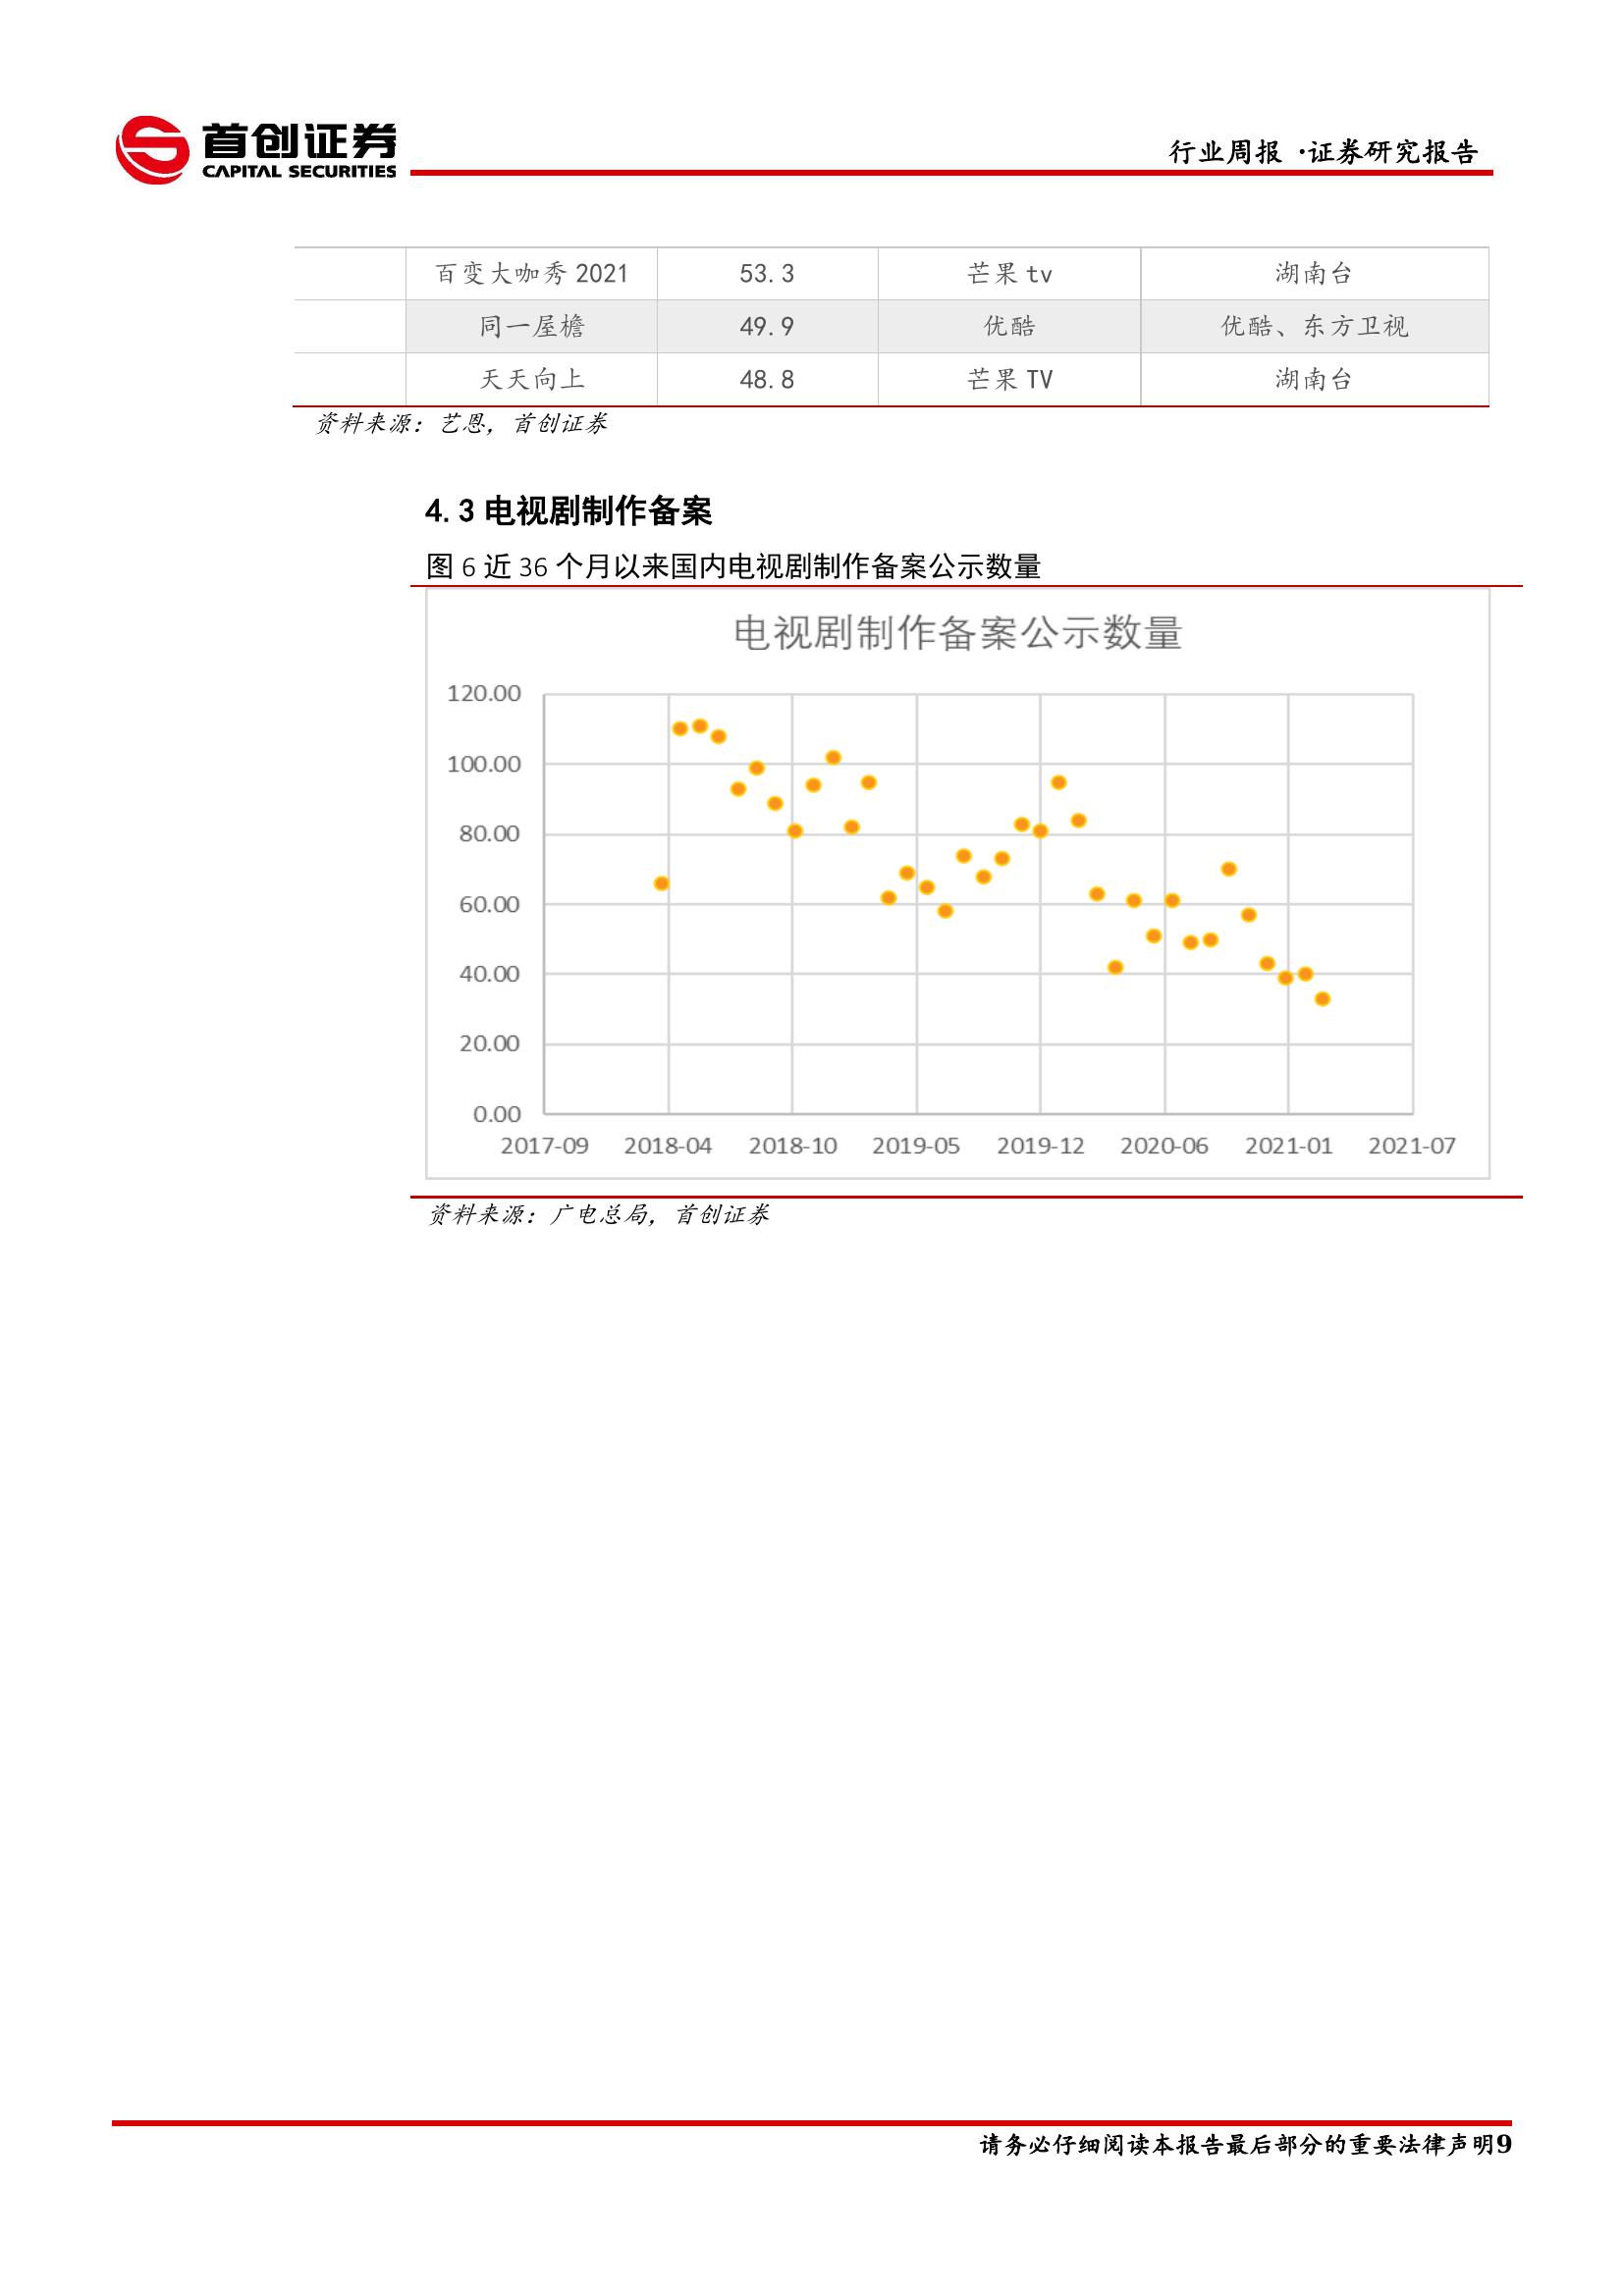 首创证券
CAPITAL SECURITIES
行业周报 ·证券研究报告
百变大咖秀 2021 53.3 芒果 tv 湖南台
同一屋檐 49.9 优酷 优酷、东方卫视
天天向上 48.8 芒果 TV 湖南台
资料来源：艺恩，首创证券
4.3 电视剧制作备案
图 6 近 36 个月以来国内电视剧制作备案公示数量
电视剧制作备案公示数量
120.00
100.00
80.00
60.00
40.00
20.00
0.00
2017-09 2018-04 2018-10 2019-05 2019-12 2020-06 2021-01 2021-07
资料来源：广电总局，首创证券
请务必仔细阅读本报告最后部分的重要法律声明9